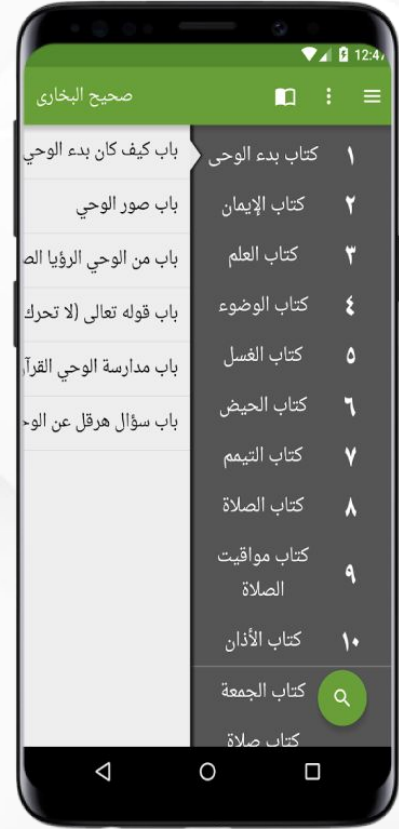 12:47
صحيح البخارى
١ كتاب بدء الوحى
٢ كتاب الإيمان
٣ كتاب العلم
٤ كتاب الوضوء
٥ كتاب الغسل
٦ كتاب الحيض
٧ كتاب التيمم
٨ كتاب الصلاة
٩ كتاب مواقيت
الصلاة
١٠ كتاب الأذان
كتاب الجمعة
كتاب صلاة
باب كيف كان بدء الوحي
باب صور الوحي
باب من الوحي الرؤيا
باب قوله تعالى (لا تحرك
باب مدارسة الوحي
باب سؤال هرقل عن